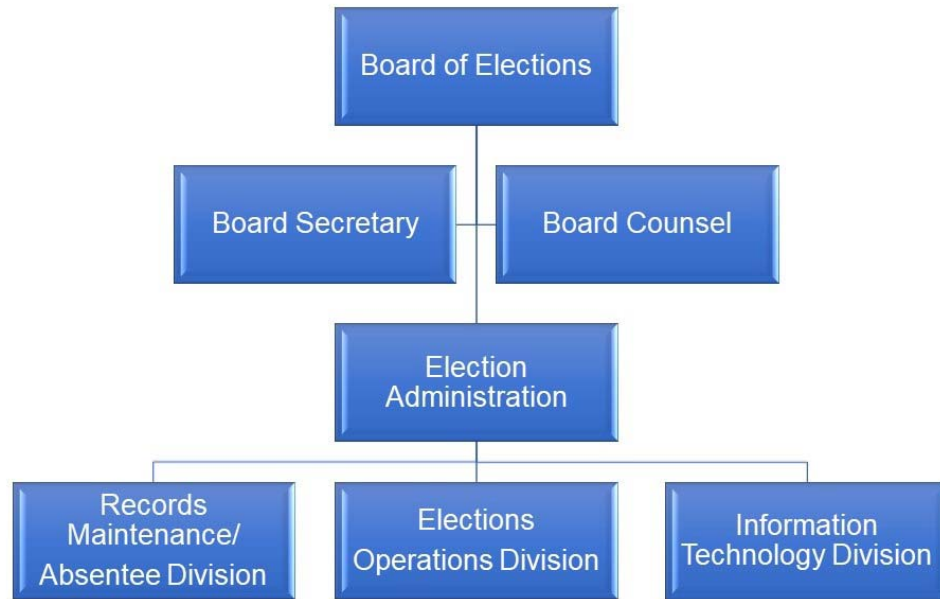 Board of Elections
Board Secretary
Board Counsel
Election
Administration
Records
Maintenance/
Absentee Division
Elections
Operations Division
Information
Technology Division